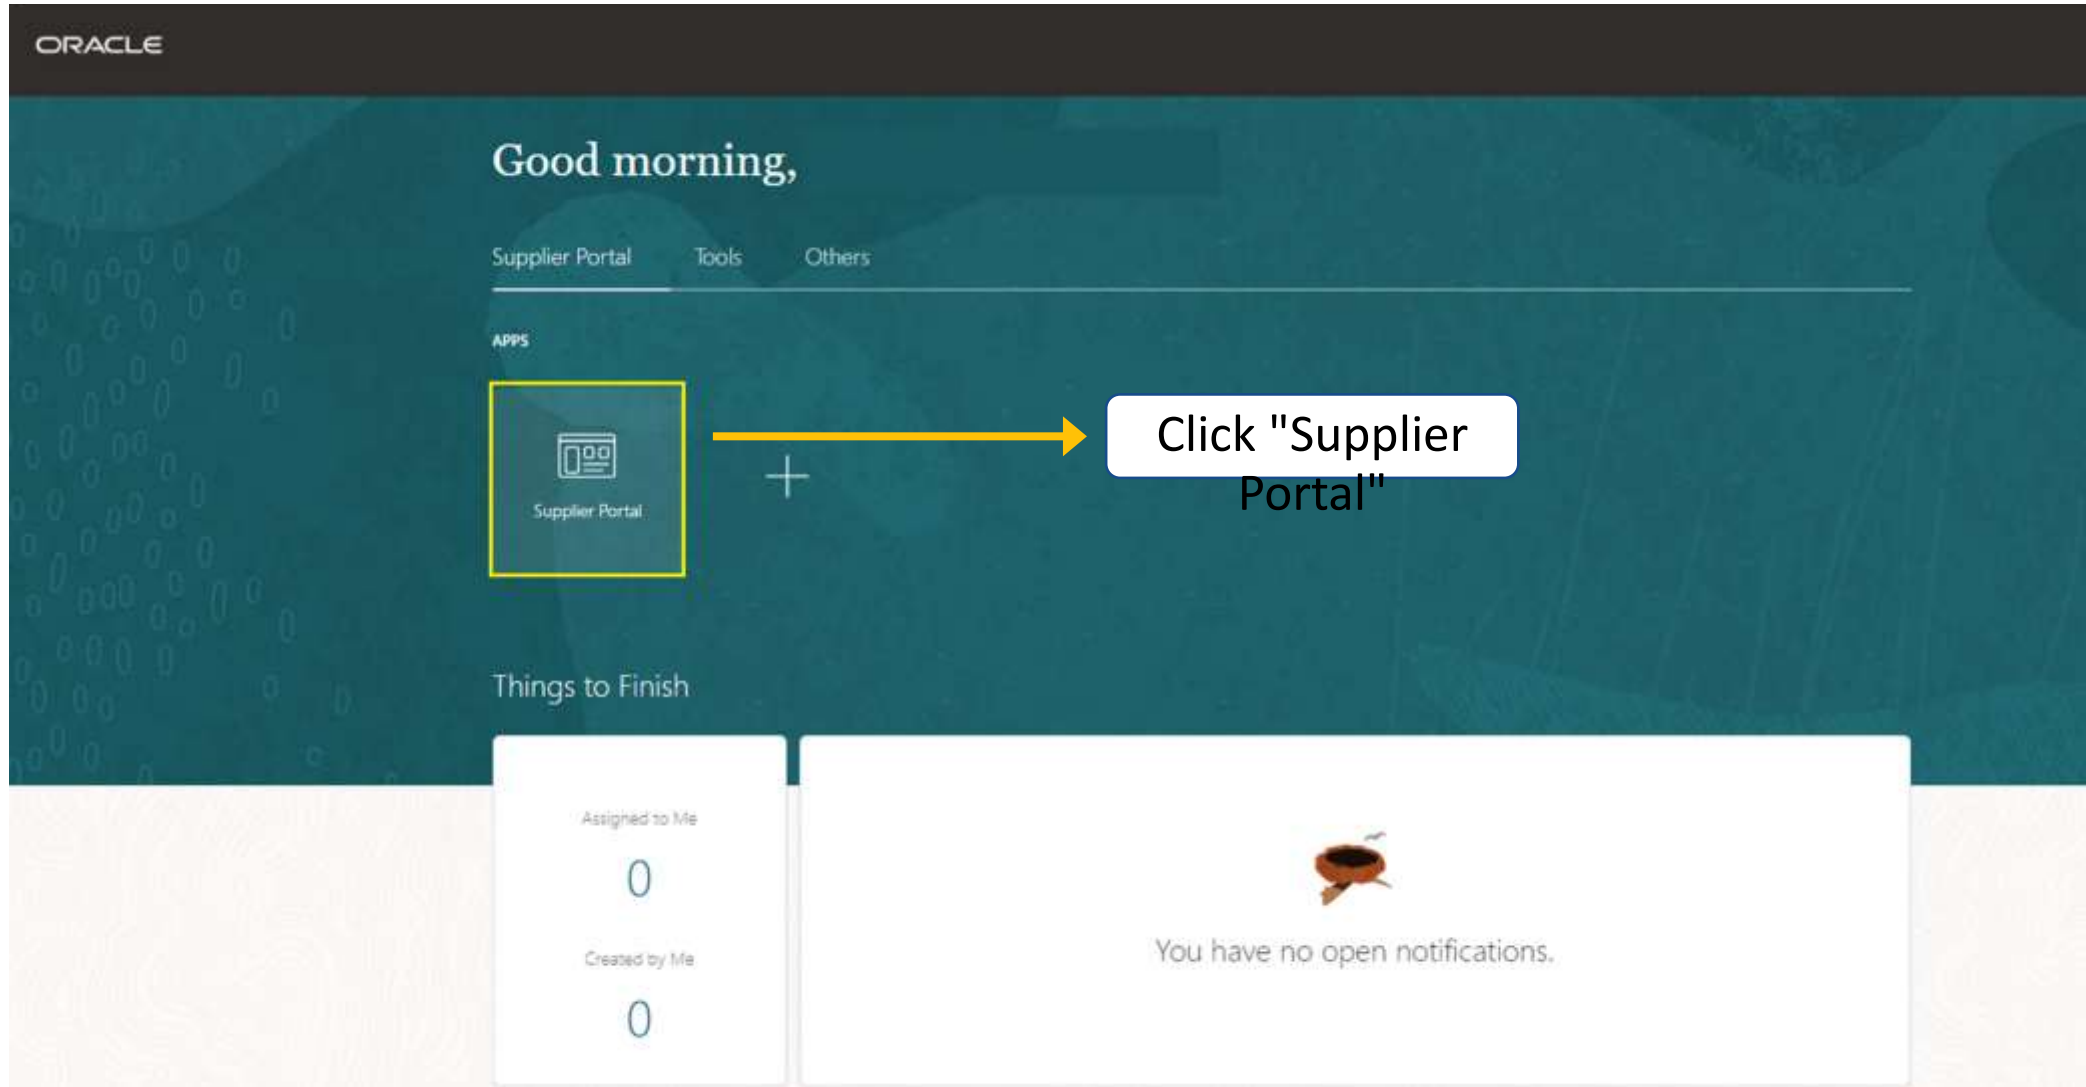 ORACLE
Good morning,
Supplier Portal Tools Others
APPS
Supplier Portal
Click "Supplier
Portal"
Things to Finish
Assigned to Me
0
Created by Me
0
You have no open notifications.